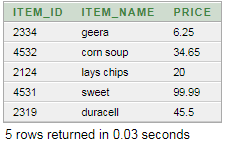 ITEM_ID ITEM_NAME PRICE
2334 geera 6.25
4532 corn soup 34.65
2124 lays chips 20
4531 sweet 99.99
2319 duracell 45.5
5 rows returned in 0.03 seconds